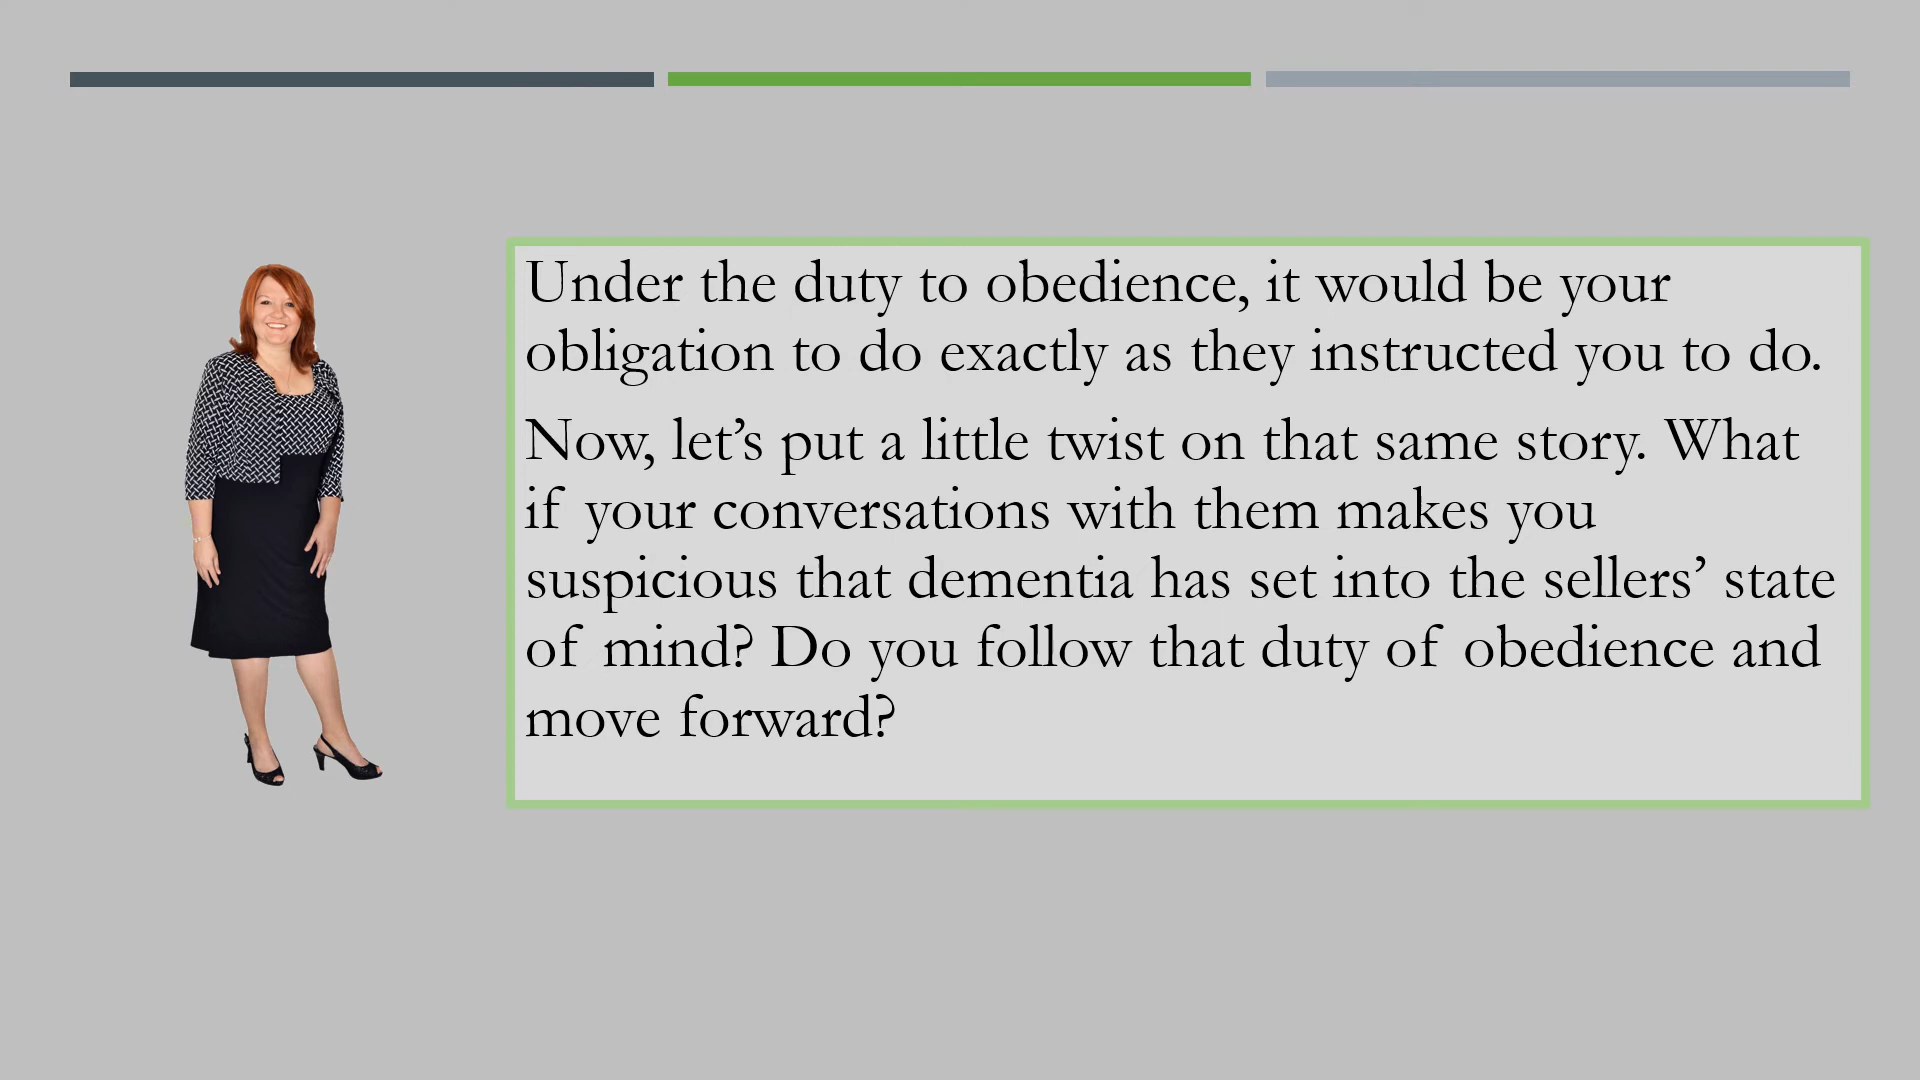 Under the duty to obedience, it would be your
obligation to do exactly as they instructed you to do.
Now, let’s put a little twist on that same story. What
if your conversations with them makes you
suspicious that dementia has set into the sellers’ state
of mind? Do you follow that duty of obedience and
move forward?